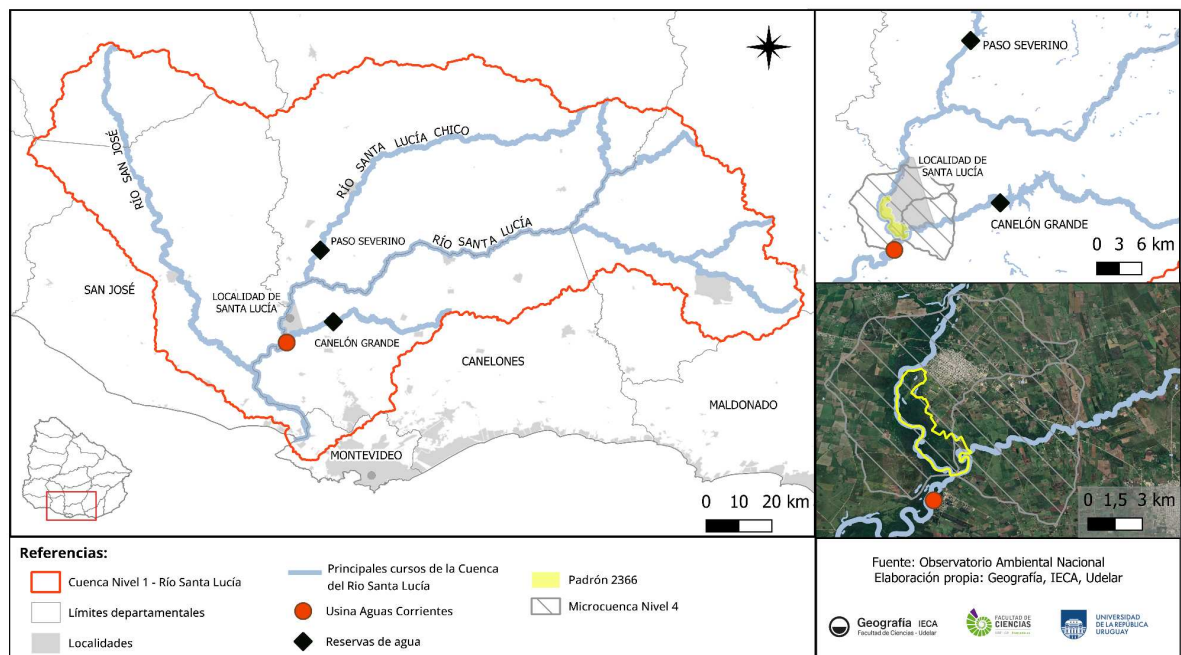 RÍO SAN JOSÉ
RÍO SANTA LUCÍA CHICO
RÍO SANTA LUCÍA
PASO SEVERINO
SAN JOSÉ
LOCALIDAD DE
SANTA LUCÍA
CANELÓN GRANDE
CANELONES
MALDONADO
MONTEVIDEO
0 10 20 km
PASO SEVERINO
LOCALIDAD DE
SANTA LUCÍA
CANELÓN GRANDE
0 3 6 km
0 1,5 3 km
Referencias:
Cuenca Nivel 1 - Río Santa Lucía
Límites departamentales
Localidades
Principales cursos de la Cuenca
del Rio Santa Lucía
Usina Aguas Corrientes
Reservas de agua
Padrón 2366
Microcuenca Nivel 4
Fuente: Observatorio Ambiental Nacional
Elaboración propia: Geografía, IECA, Udelar
Geografía IECA
Facultad de Ciencias - Udelar
FACULTAD DE
CIENCIAS
UNIVERSIDAD
DE LA REPÚBLICA
URUGUAY